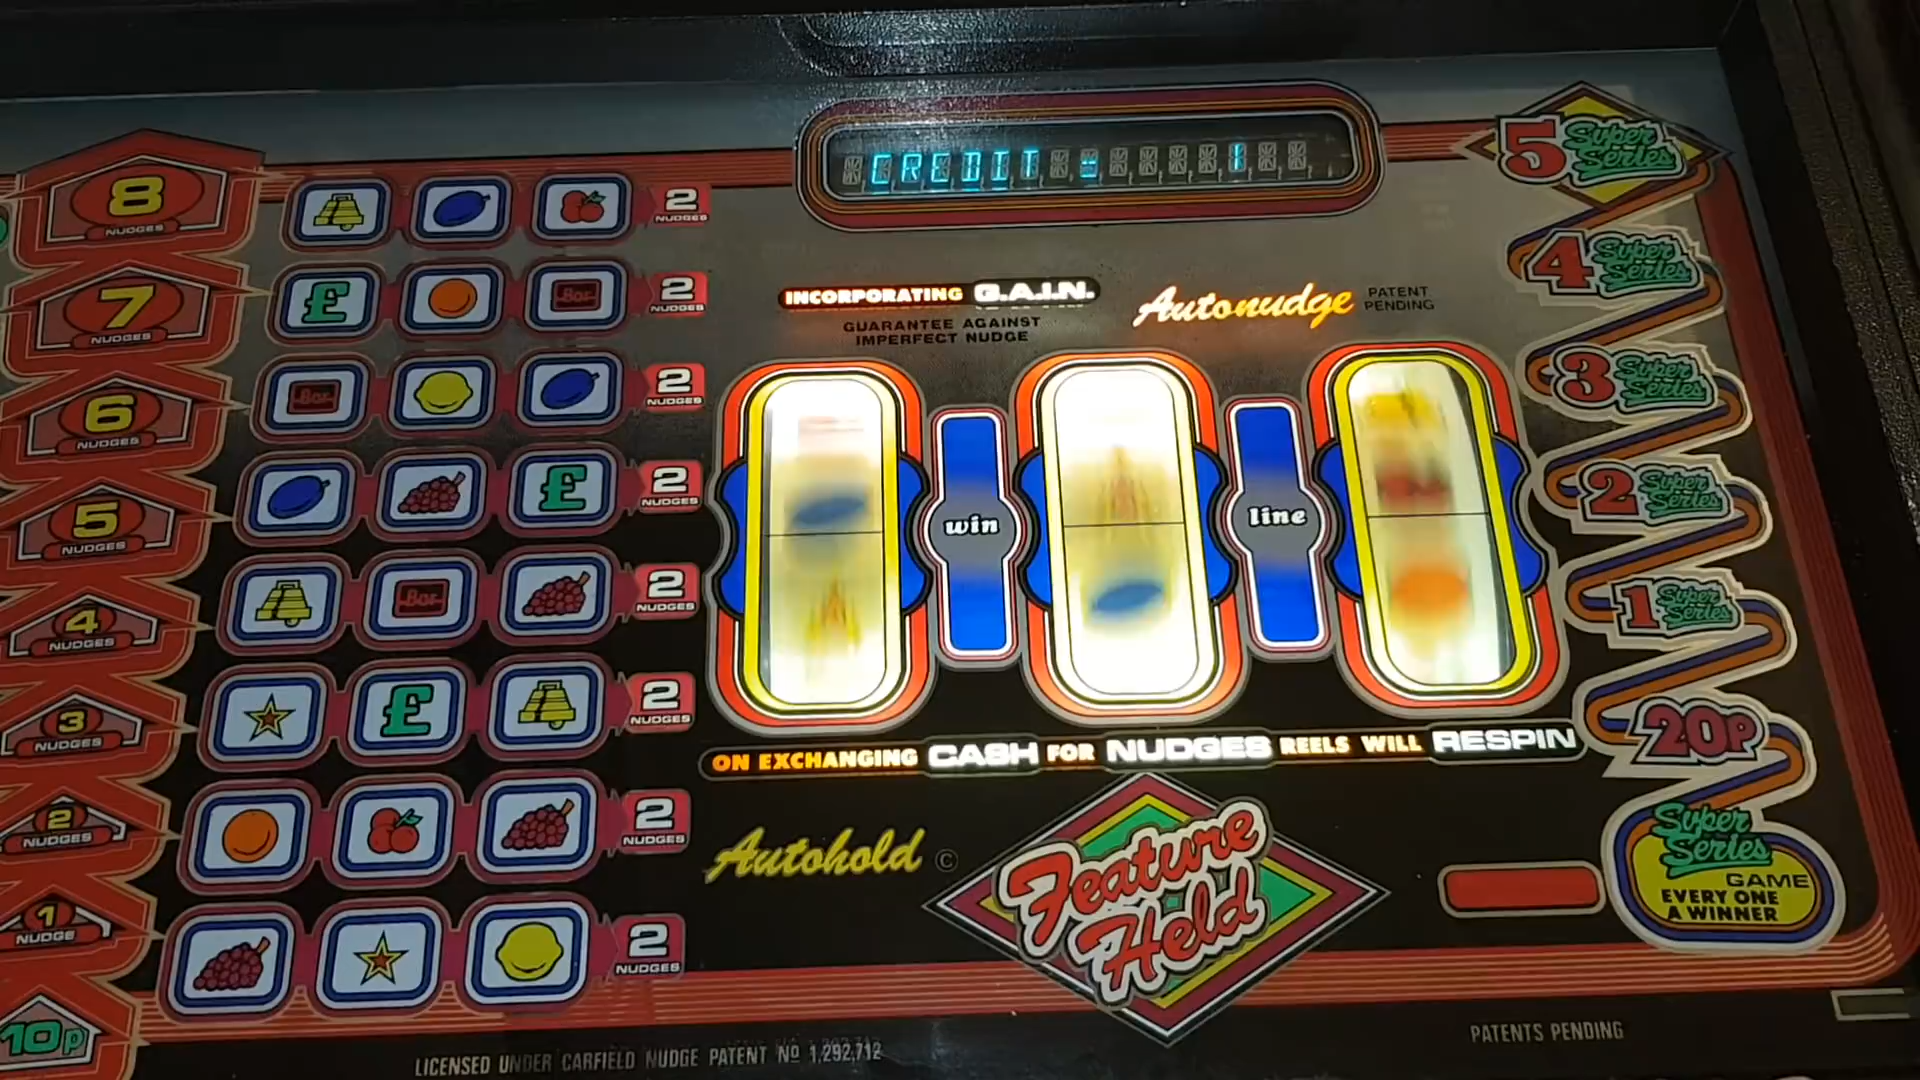 CREDIT = 1
5 Super Series
8 NUDGES
2 NUDGES
4 Super Series
INCORPORATING G.A.I.N.
GUARANTEE AGAINST
IMPERFECT NUDGE
Autonudge PATENT PENDING
7 NUDGES
£
Bar
2 NUDGES
3 Super Series
6 NUDGES
Bar
2 NUDGES
2 Super Series
5 NUDGES
£
2 NUDGES
win
line
1 Super Series
4 NUDGES
Bar
2 NUDGES
20p
3 NUDGES
£
2 NUDGES
ON EXCHANGING CASH FOR NUDGES REELS WILL RESPIN
2 NUDGES
2 NUDGES
Autohold ©
Feature
Held
Super
Series
GAME
EVERY ONE
A WINNER
1 NUDGE
2 NUDGES
10p
LICENSED UNDER CARFIELD NUDGE PATENT No 1,292,712
PATENTS PENDING